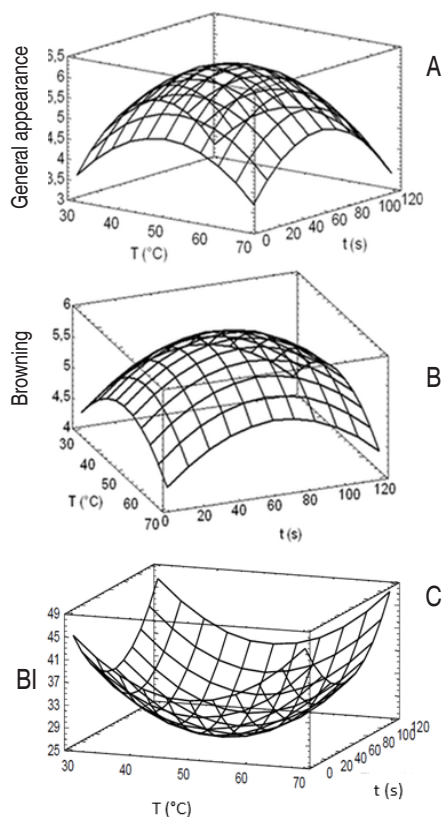 A
General appearance
6,5
6
5,5
5
4,5
4
3,5
3
30 40 50 60 70
T (°C)
0 20 40 60 80 100 120
t (s)
B
Browning
6
5,5
5
4,5
4
30 40 50 60 70
T (°C)
0 20 40 60 80 100 120
t (s)
C
BI
49
45
41
37
33
29
25
30 40 50 60 70
T (°C)
0 20 40 60 80 100 120
t (s)